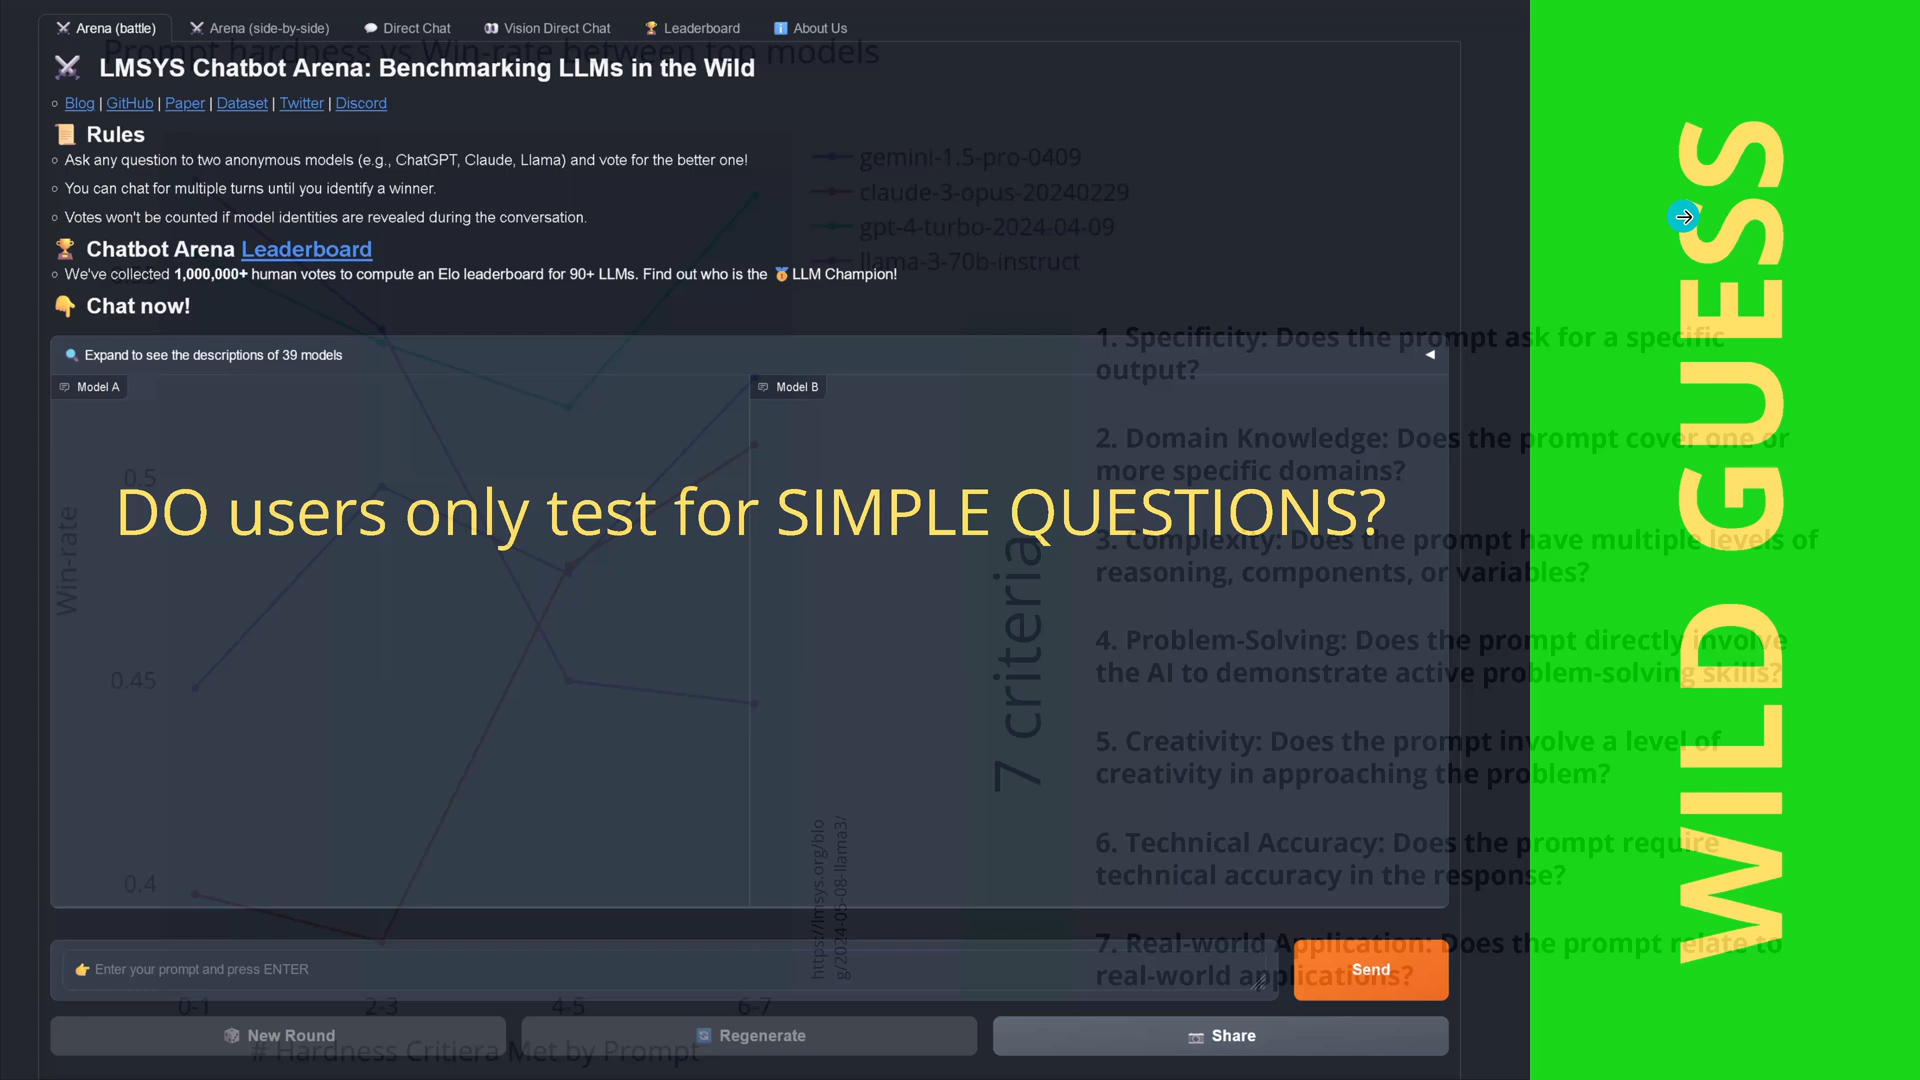 Arena (battle)
Arena (side-by-side)
Direct Chat
Vision Direct Chat
Leaderboard
About Us
Prompt hardness vs Win-rate between top models
LMSYS Chatbot Arena: Benchmarking LLMs in the Wild
Blog | GitHub | Paper | Dataset | Twitter | Discord
Rules
Ask any question to two anonymous models (e.g., ChatGPT, Claude, Llama) and vote for the better one!
You can chat for multiple turns until you identify a winner.
Votes won't be counted if model identities are revealed during the conversation.
Chatbot Arena Leaderboard
We've collected 1,000,000+ human votes to compute an Elo leaderboard for 90+ LLMs. Find out who is the LLM Champion!
Chat now!
gemini-1.5-pro-0409
claude-3-opus-20240229
gpt-4-turbo-2024-04-09
llama-3-70b-instruct
Expand to see the descriptions of 39 models
Model A
Model B
DO users only test for SIMPLE QUESTIONS?
0.5
0.45
0.4
Win-rate
0-1
2-3
4-5
6-7
# Hardness Critiera Met by Prompt
https://lmsys.org/blo
g/2024-05-08-llama3/
7 criteria
1. Specificity: Does the prompt ask for a specific
output?
2. Domain Knowledge: Does the prompt cover one or
more specific domains?
3. Complexity: Does the prompt have multiple levels of
reasoning, components, or variables?
4. Problem-Solving: Does the prompt directly involve
the AI to demonstrate active problem-solving skills?
5. Creativity: Does the prompt involve a level of
creativity in approaching the problem?
6. Technical Accuracy: Does the prompt require
technical accuracy in the response?
7. Real-world Application: Does the prompt relate to
real-world applications?
Enter your prompt and press ENTER
Send
New Round
Regenerate
Share
WILD GUESS